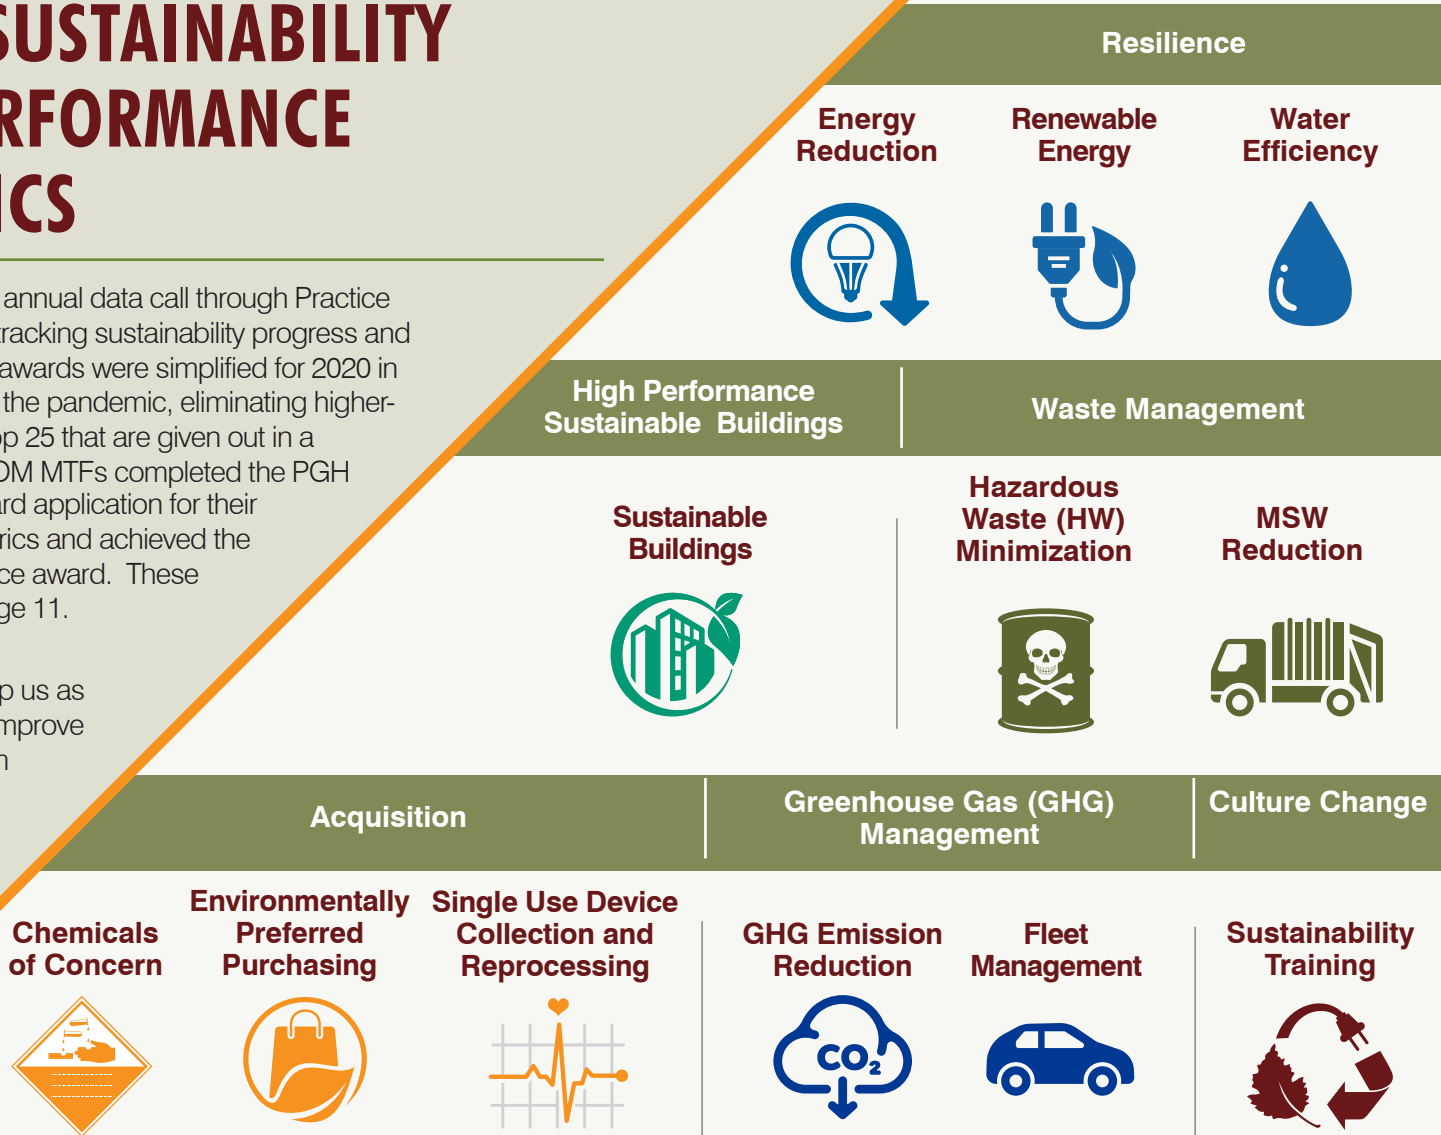 SUSTAINABILITY
RFORMANCE
ICS
annual data call through Practice
tracking sustainability progress and
awards were simplified for 2020 in
the pandemic, eliminating higher-
op 25 that are given out in a
OM MTFs completed the PGH
ard application for their
rics and achieved the
ce award. These
ge 11.
p us as
mprove
n
Resilience
Energy
Reduction
Renewable
Energy
Water
Efficiency
High Performance
Sustainable Buildings
Waste Management
Sustainable
Buildings
Hazardous
Waste (HW)
Minimization
MSW
Reduction
Acquisition
Greenhouse Gas (GHG)
Management
Culture Change
Chemicals
of Concern
Environmentally
Preferred
Purchasing
Single Use Device
Collection and
Reprocessing
GHG Emission
Reduction
CO₂
Fleet
Management
Sustainability
Training